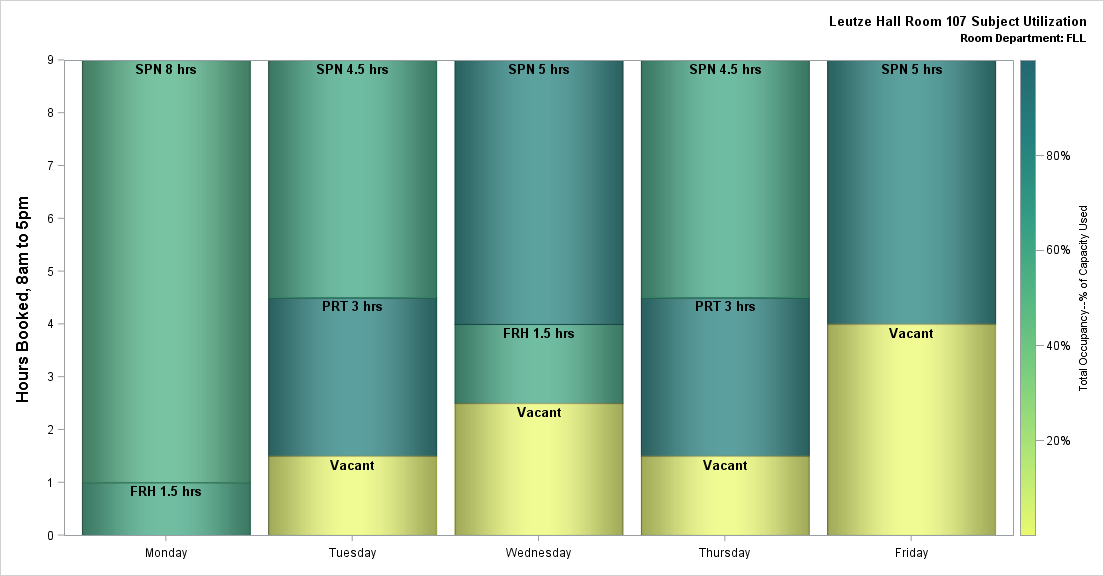 Leutze Hall Room 107 Subject Utilization
Room Department: FLL
Hours Booked, 8am to 5pm
9
8
7
6
5
4
3
2
1
0
SPN 8 hrs
FRH 1.5 hrs
SPN 4.5 hrs
PRT 3 hrs
Vacant
SPN 5 hrs
FRH 1.5 hrs
Vacant
SPN 4.5 hrs
PRT 3 hrs
Vacant
SPN 5 hrs
Vacant
Monday
Tuesday
Wednesday
Thursday
Friday
80%
60%
40%
20%
Total Occupancy--% of Capacity Used